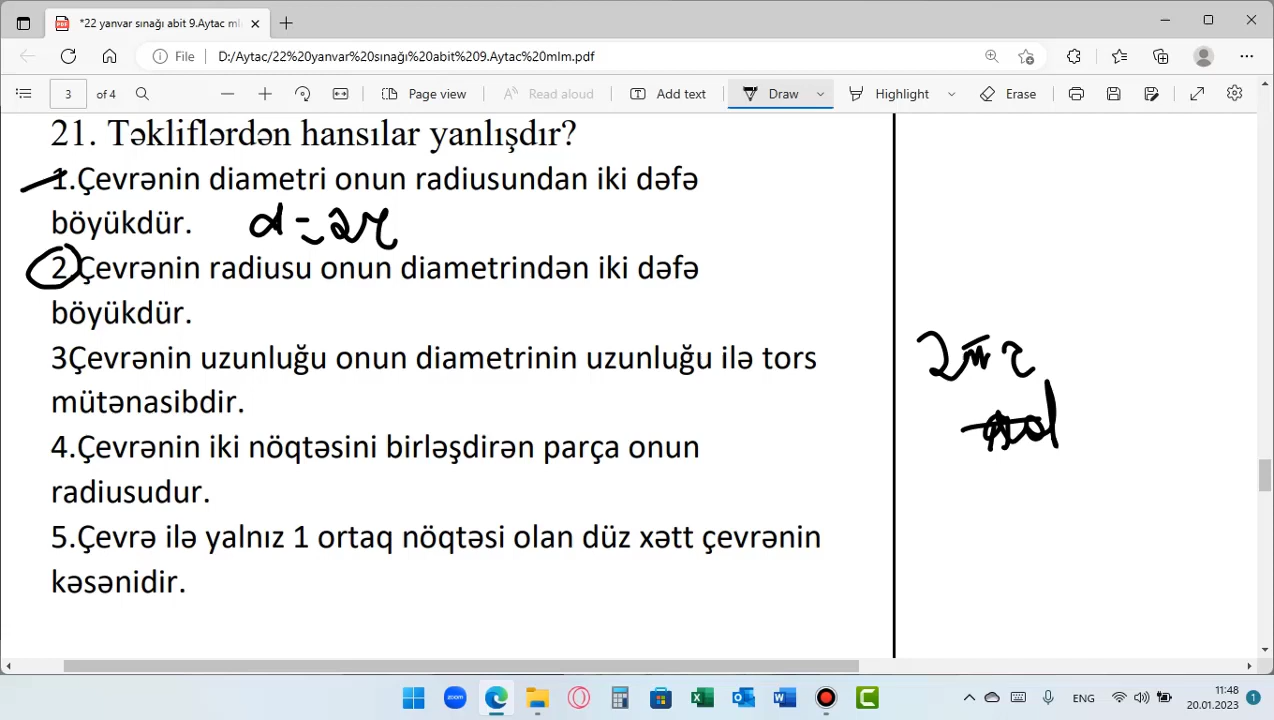 *22 yanvar sınağı abit 9.Aytac ml
File D:/Aytac/22%20yanvar%20sınağı%20abit%209.Aytac%20mlm.pdf
3 of 4 Page view Read aloud Add text Draw Highlight Erase
21. Təkliflərdən hansılar yanlışdır?
1.Çevrənin diametri onun radiusundan iki dəfə
böyükdür. d=2r
2.Çevrənin radiusu onun diametrindən iki dəfə
böyükdür.
3Çevrənin uzunluğu onun diametrinin uzunluğu ilə tors
mütənasibdir.
2πr
4.Çevrənin iki nöqtəsini birləşdirən parça onun
radiusudur.
5.Çevrə ilə yalnız 1 ortaq nöqtəsi olan düz xətt çevrənin
kəsənidir.
zoom
ENG 11:48
20.01.2023 1